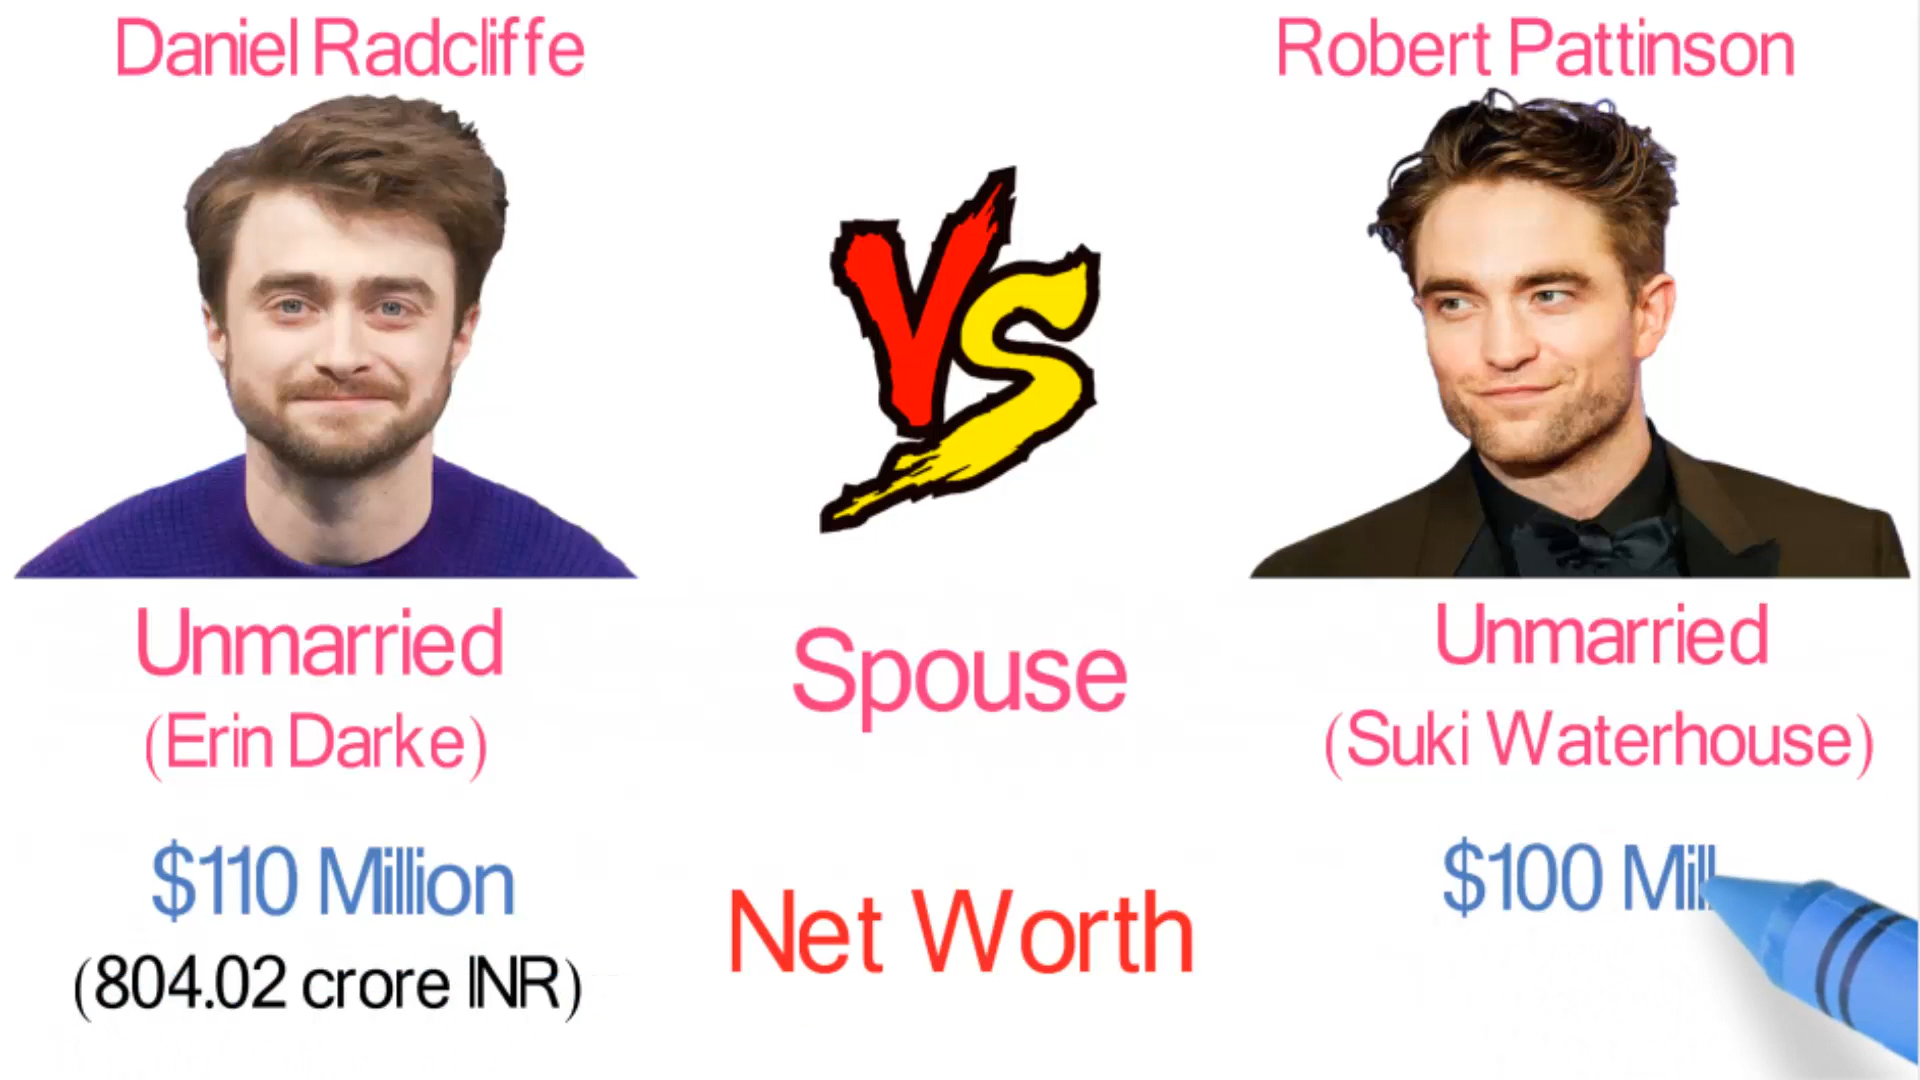 Daniel Radcliffe
Robert Pattinson
VS
Unmarried
(Erin Darke)
Spouse
Unmarried
(Suki Waterhouse)
$110 Million
(804.02 crore INR)
Net Worth
$100 Mill